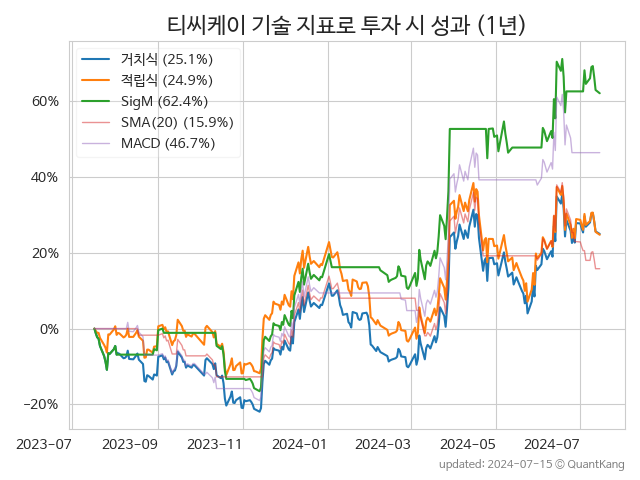 티씨케이 기술 지표로 투자 시 성과 (1년)
거치식 (25.1%)
적립식 (24.9%)
SigM (62.4%)
SMA(20) (15.9%)
MACD (46.7%)
60%
40%
20%
0%
−20%
2023-07 2023-09 2023-11 2024-01 2024-03 2024-05 2024-07
updated: 2024-07-15 © QuantKang